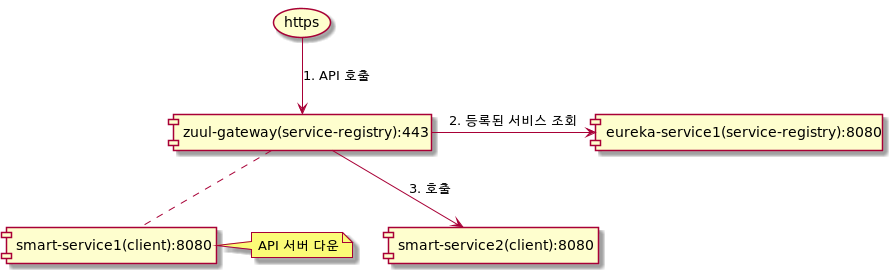 https
1. API 호출
zuul-gateway(service-registry):443
2. 등록된 서비스 조회
eureka-service1(service-registry):8080
3. 호출
smart-service1(client):8080
API 서버 다운
smart-service2(client):8080